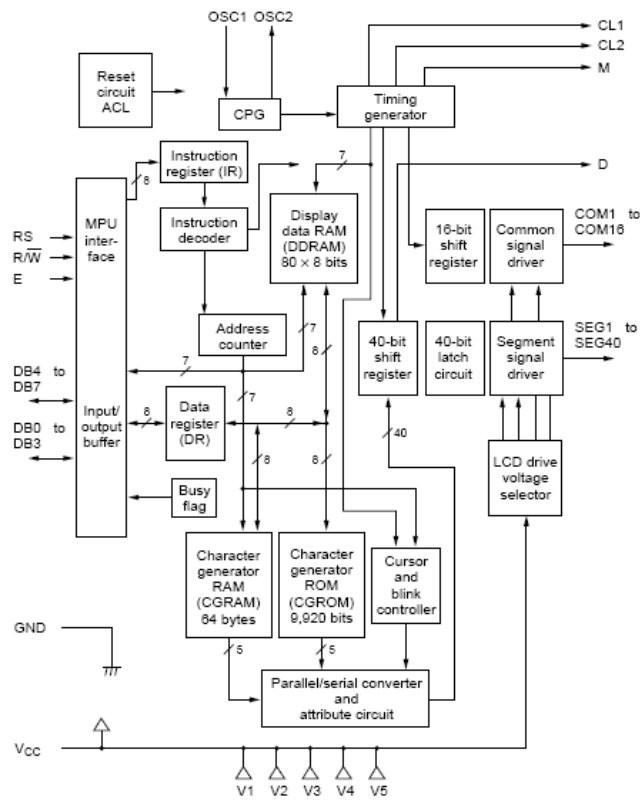 OSC1 OSC2
CL1
CL2
M
Reset
circuit
ACL
CPG
Timing
generator
7
D
8
Instruction
register (IR)
MPU
inter-
face
RS
R/W̅
E
Instruction
decoder
Display
data RAM
(DDRAM)
80 × 8 bits
16-bit
shift
register
Common
signal
driver
COM1 to
COM16
Address
counter
7
8
40-bit shift
register
40-bit
latch
circuit
Segment
signal
driver
SEG1 to
SEG40
7
7
DB4 to
DB7
DB0 to
DB3
Input/
output
buffer
8
Data
register
(DR)
8
8
8
40
LCD drive
voltage
selector
Busy
flag
Character
generator
RAM
(CGRAM)
64 bytes
Character
generator
ROM
(CGROM)
9,920 bits
Cursor
and
blink
controller
GND
5
5
Parallel/serial converter
and
attribute circuit
VCC
V1 V2 V3 V4 V5